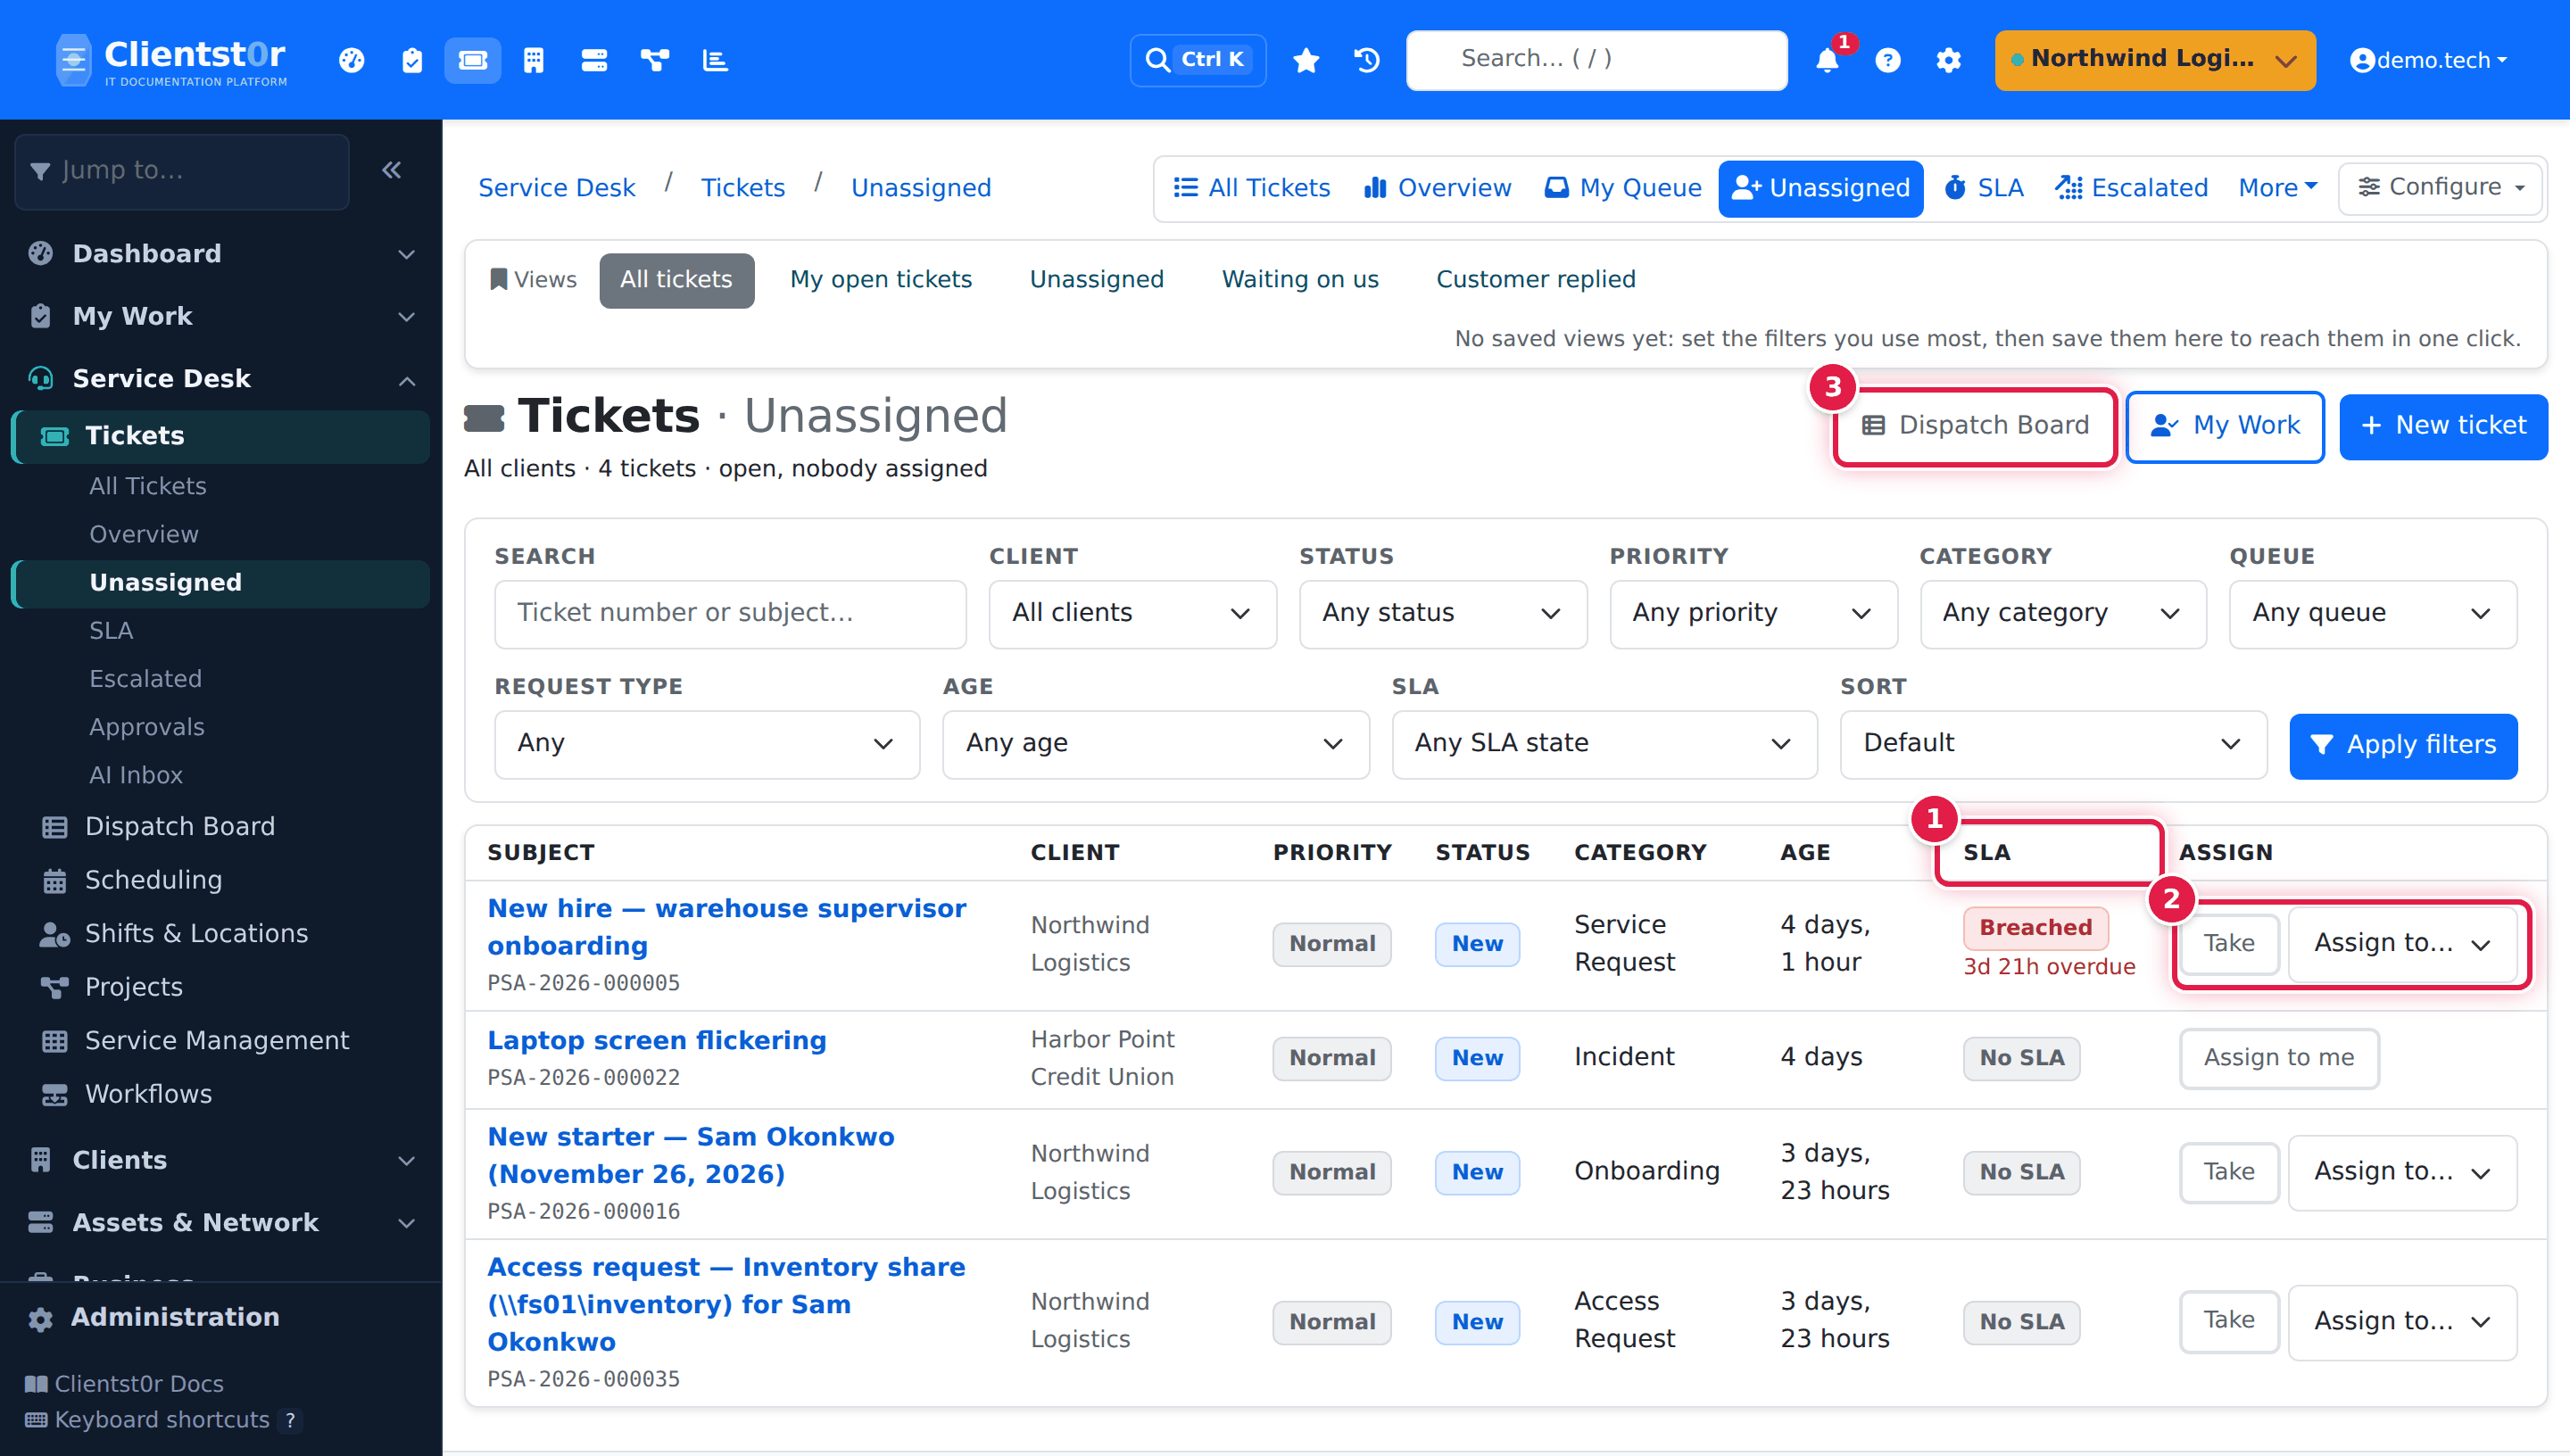 Clientst0r
IT DOCUMENTATION PLATFORM
Ctrl K
Search... ( / )
1
Northwind Logi...
demo.tech
Jump to...
Dashboard
My Work
Service Desk
Tickets
All Tickets
Overview
Unassigned
SLA
Escalated
Approvals
AI Inbox
Dispatch Board
Scheduling
Shifts & Locations
Projects
Service Management
Workflows
Clients
Assets & Network
Administration
Clientst0r Docs
Keyboard shortcuts ?
Service Desk / Tickets / Unassigned
All Tickets Overview My Queue Unassigned SLA Escalated More Configure
Views All tickets My open tickets Unassigned Waiting on us Customer replied
No saved views yet: set the filters you use most, then save them here to reach them in one click.
Tickets · Unassigned
All clients · 4 tickets · open, nobody assigned
3
Dispatch Board
My Work
+ New ticket
SEARCH CLIENT STATUS PRIORITY CATEGORY QUEUE
Ticket number or subject... All clients Any status Any priority Any category Any queue
REQUEST TYPE AGE SLA SORT
Any Any age Any SLA state Default Apply filters
1
2
SUBJECT CLIENT PRIORITY STATUS CATEGORY AGE SLA ASSIGN
New hire — warehouse supervisor
onboarding
PSA-2026-000005
Northwind
Logistics
Normal
New
Service
Request
4 days,
1 hour
Breached
3d 21h overdue
Take
Assign to...
Laptop screen flickering
PSA-2026-000022
Harbor Point
Credit Union
Normal
New
Incident
4 days
No SLA
Assign to me
New starter — Sam Okonkwo
(November 26, 2026)
PSA-2026-000016
Northwind
Logistics
Normal
New
Onboarding
3 days,
23 hours
No SLA
Take
Assign to...
Access request — Inventory share
(\\fs01\inventory) for Sam
Okonkwo
PSA-2026-000035
Northwind
Logistics
Normal
New
Access
Request
3 days,
23 hours
No SLA
Take
Assign to...